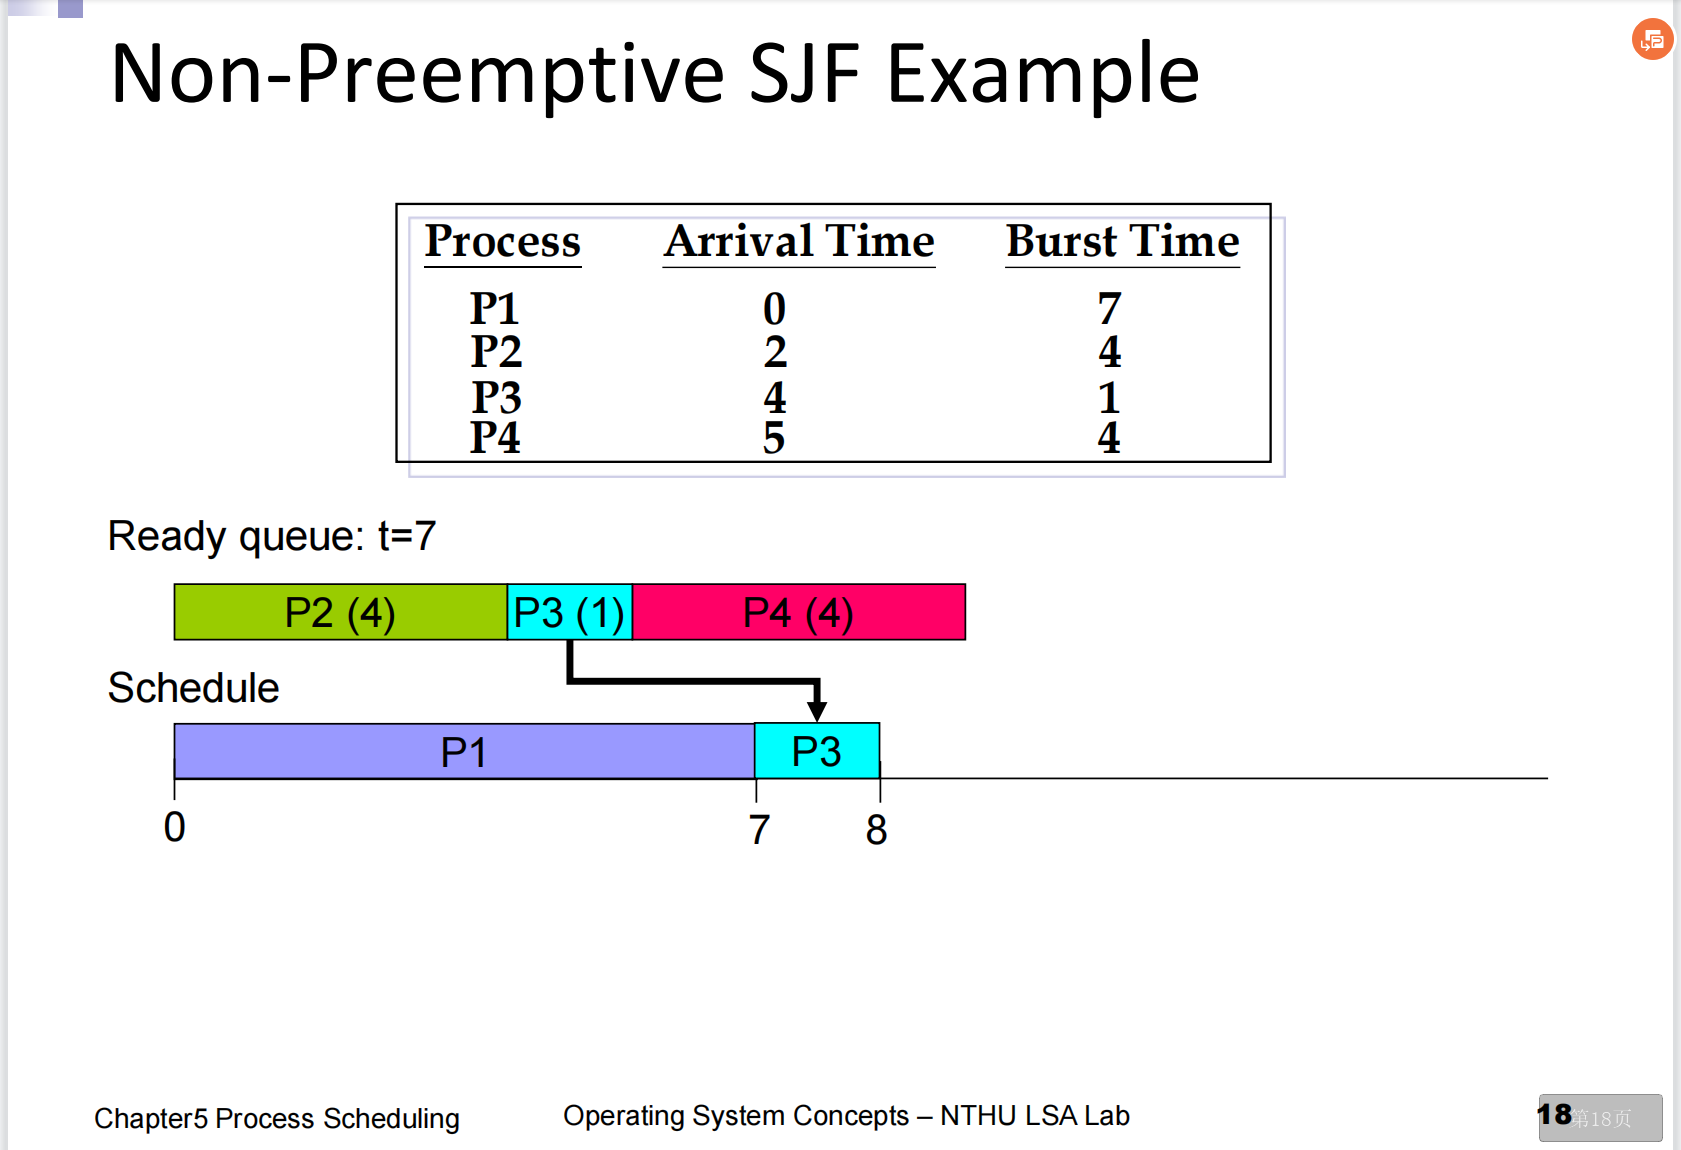 Non-Preemptive SJF Example
Process Arrival Time Burst Time
P1 0 7
P2 2 4
P3 4 1
P4 5 4
Ready queue: t=7
P2 (4) P3 (1) P4 (4)
Schedule
P1 P3
0 7 8
Chapter5 Process Scheduling Operating System Concepts – NTHU LSA Lab 18 第18页